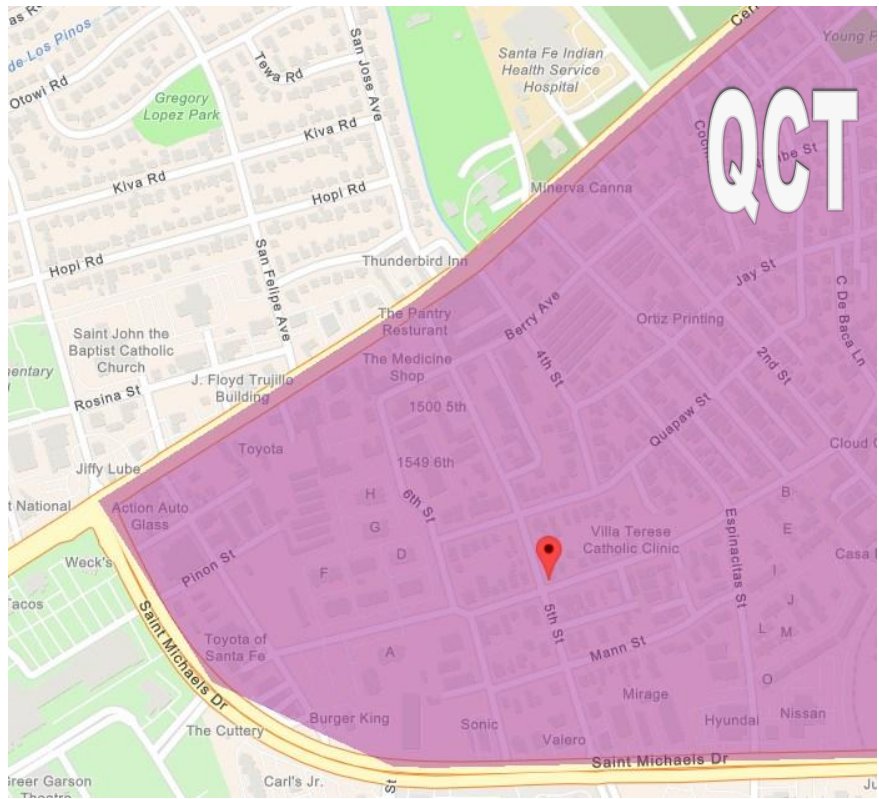 de-Los Pinos
Otowi Rd
Tewa Rd
San Jose Ave
Gregory
Lopez Park
Santa Fe Indian
Health Service
Hospital
QCT
Kiva Rd
Kiva Rd
Minerva Canna
Hopi Rd
Hopi Rd
San Felipe Ave
Thunderbird Inn
Jay St
C De Baca Ln
The Pantry
Resturant
Berry Ave
Ortiz Printing
Saint John the
Baptist Catholic
Church
The Medicine
Shop
4th St
2nd St
J. Floyd Trujillo
Building
Rosina St
1500 5th
Quapaw St
Toyota
1549 6th
Jiffy Lube
t National
Action Auto
Glass
H
6th St
G
B
Villa Terese
Catholic Clinic
E
Espinacitas St
D
Weck's
Pinon St
F
I
Casa
Tacos
5th St
J
Saint Michaels Dr
Toyota of
Santa Fe
A
Mann St
L
M
O
Mirage
Burger King
Sonic
Hyundai
Nissan
The Cuttery
Valero
Saint Michaels Dr
Greer Garson
Theatre
Carl's Jr.
St